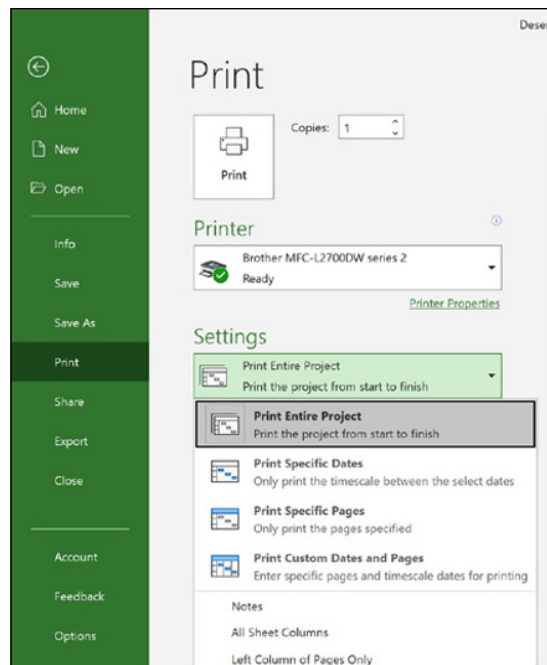 Print
Home
New
Open
Info
Save
Save As
Print
Share
Export
Close
Account
Feedback
Options
Copies: 1
Print
Printer
Brother MFC-L2700DW series 2
Ready
Printer Properties
Settings
Print Entire Project
Print the project from start to finish
Print Entire Project
Print the project from start to finish
Print Specific Dates
Only print the timescale between the select dates
Print Specific Pages
Only print the pages specified
Print Custom Dates and Pages
Enter specific pages and timescale dates for printing
Notes
All Sheet Columns
Left Column of Pages Only